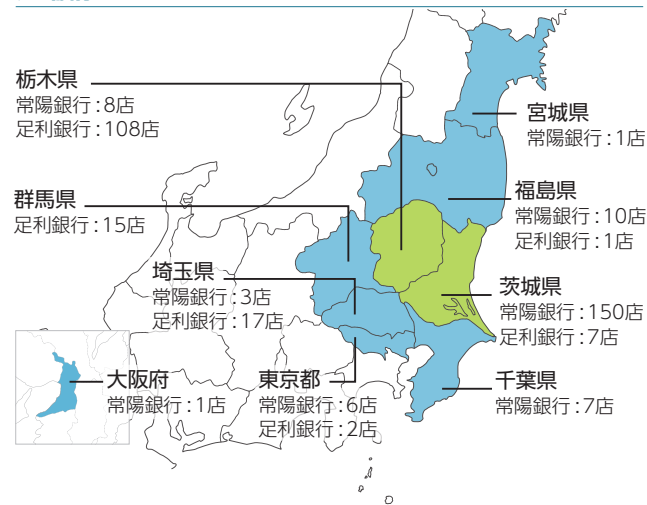 栃木県
常陽銀行:8店
足利銀行:108店
宮城県
常陽銀行:1店
群馬県
足利銀行:15店
福島県
常陽銀行:10店
足利銀行:1店
埼玉県
常陽銀行:3店
足利銀行:17店
茨城県
常陽銀行:150店
足利銀行:7店
大阪府
常陽銀行:1店
東京都
常陽銀行:6店
足利銀行:2店
千葉県
常陽銀行:7店